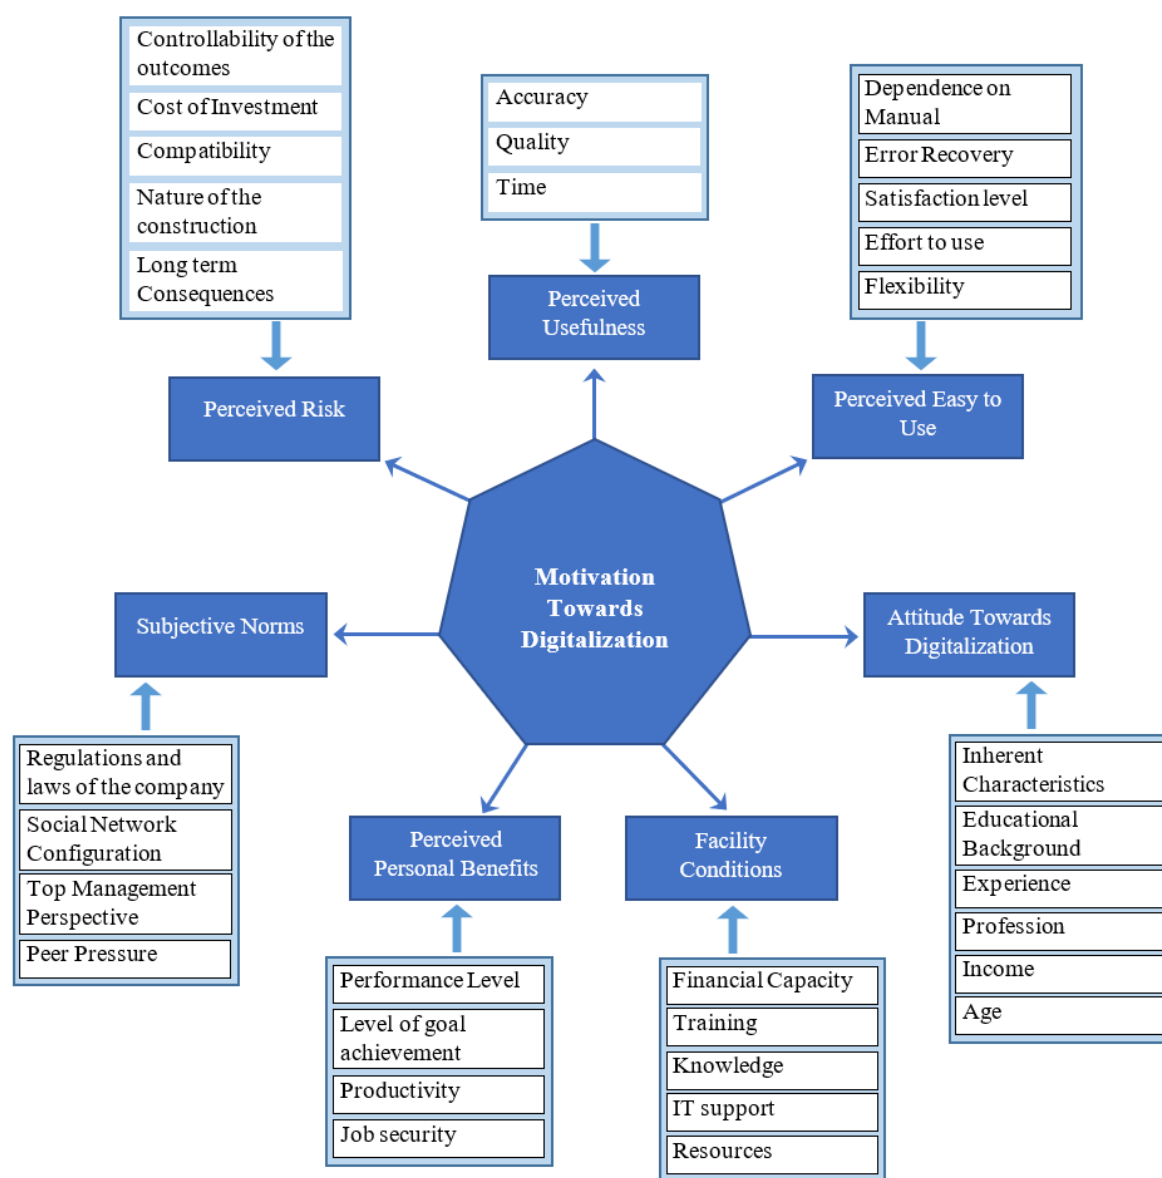 Controllability of the
outcomes
Cost of Investment
Compatibility
Nature of the
construction
Long term
Consequences
Perceived Risk
Accuracy
Quality
Time
Perceived
Usefulness
Dependence on
Manual
Error Recovery
Satisfaction level
Effort to use
Flexibility
Perceived Easy to
Use
Motivation
Towards
Digitalization
Subjective Norms
Regulations and
laws of the company
Social Network
Configuration
Top Management
Perspective
Peer Pressure
Perceived
Personal Benefits
Performance Level
Level of goal
achievement
Productivity
Job security
Facility
Conditions
Financial Capacity
Training
Knowledge
IT support
Resources
Attitude Towards
Digitalization
Inherent
Characteristics
Educational
Background
Experience
Profession
Income
Age